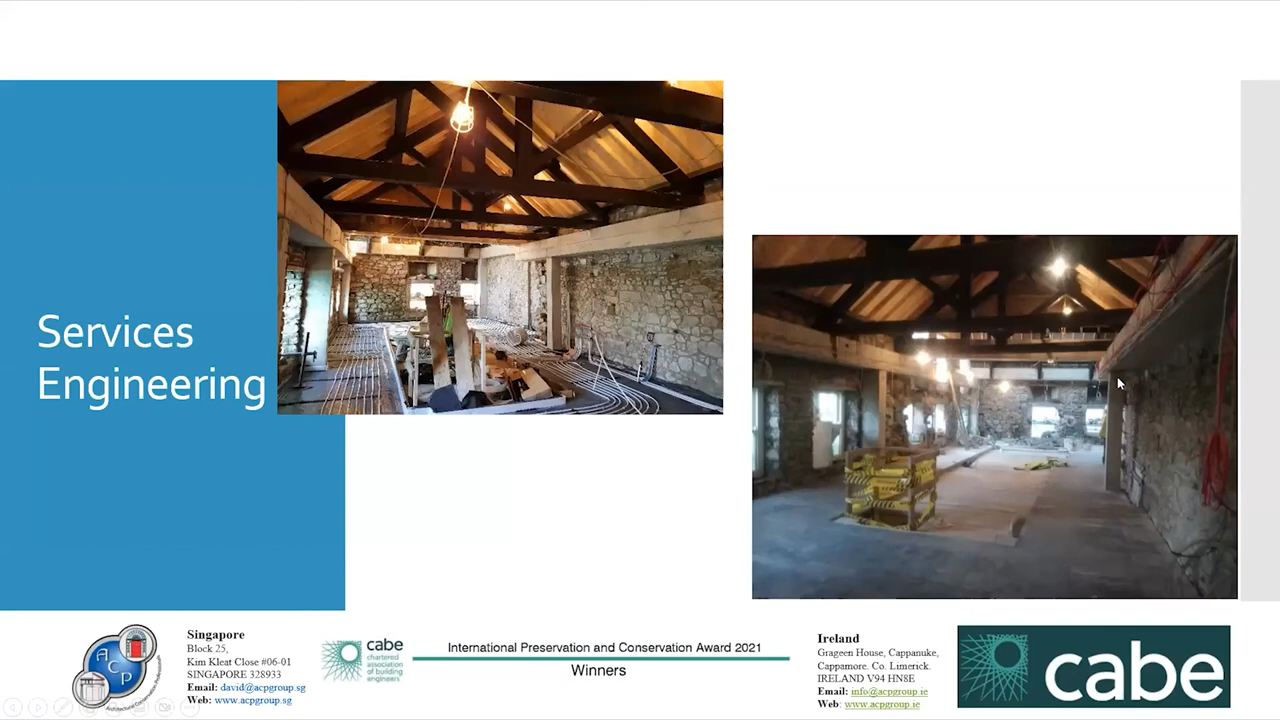 Services
Engineering
A
C
P
Singapore
Block 25,
Kim Kleat Close #06-01
SINGAPORE 328933
Email: david@acpgroup.sg
Web: www.acpgroup.sg
cabe
chartered
association of
building
engineers
International Preservation and Conservation Award 2021
Winners
Ireland
Grageen House, Cappanuke,
Cappamore. Co. Limerick.
IRELAND V94 HN8E
Email: info@acpgroup.ie
Web: www.acpgroup.ie
cabe